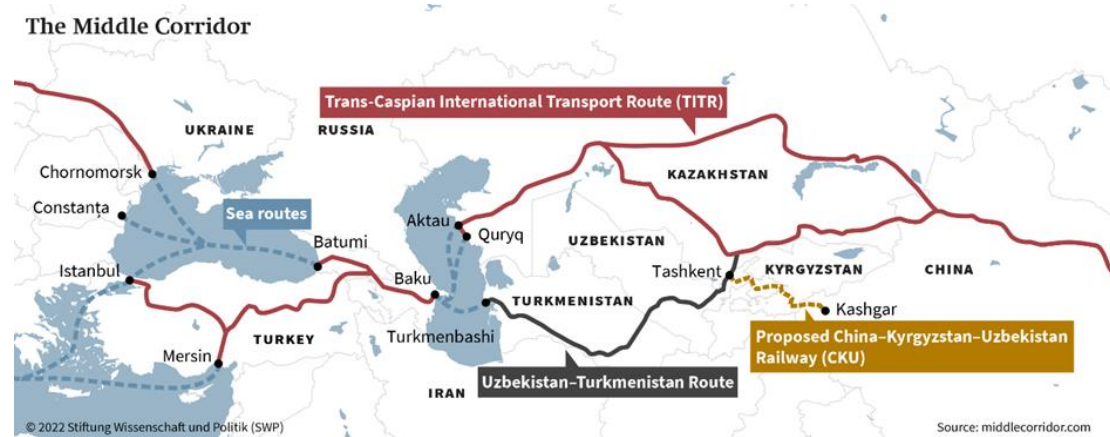 The Middle Corridor
Trans-Caspian International Transport Route (TITR)
UKRAINE
RUSSIA
Chornomorsk
KAZAKHSTAN
Constanța
Sea routes
Aktau
Quryq
UZBEKISTAN
Batumi
Istanbul
Tashkent
KYRGYZSTAN
CHINA
Baku
TURKMENISTAN
Kashgar
Turkmenbashi
TURKEY
Mersin
Proposed China–Kyrgyzstan–Uzbekistan
Railway (CKU)
Uzbekistan–Turkmenistan Route
IRAN
© 2022 Stiftung Wissenschaft und Politik (SWP)
Source: middlecorridor.com